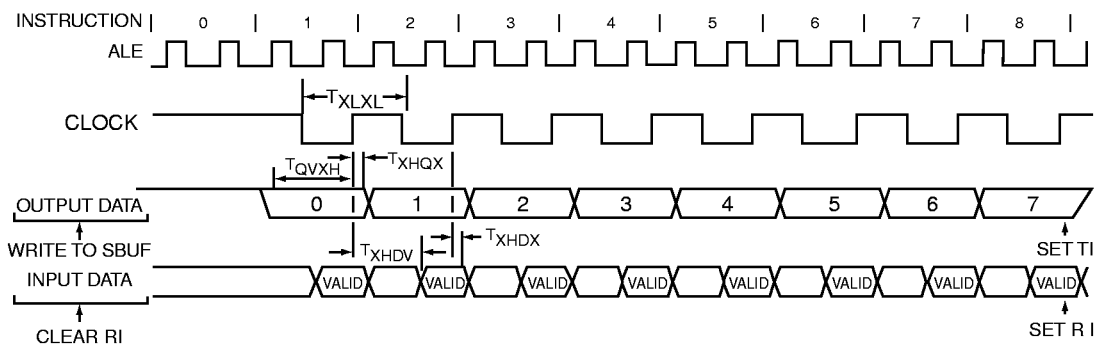 INSTRUCTION 0 1 2 3 4 5 6 7 8
ALE
TXLXL
CLOCK
TQVXH TXHQX
OUTPUT DATA 0 1 2 3 4 5 6 7
WRITE TO SBUF TXHDV TXHDX SET TI
INPUT DATA VALID VALID VALID VALID VALID VALID VALID VALID
CLEAR RI SET R I